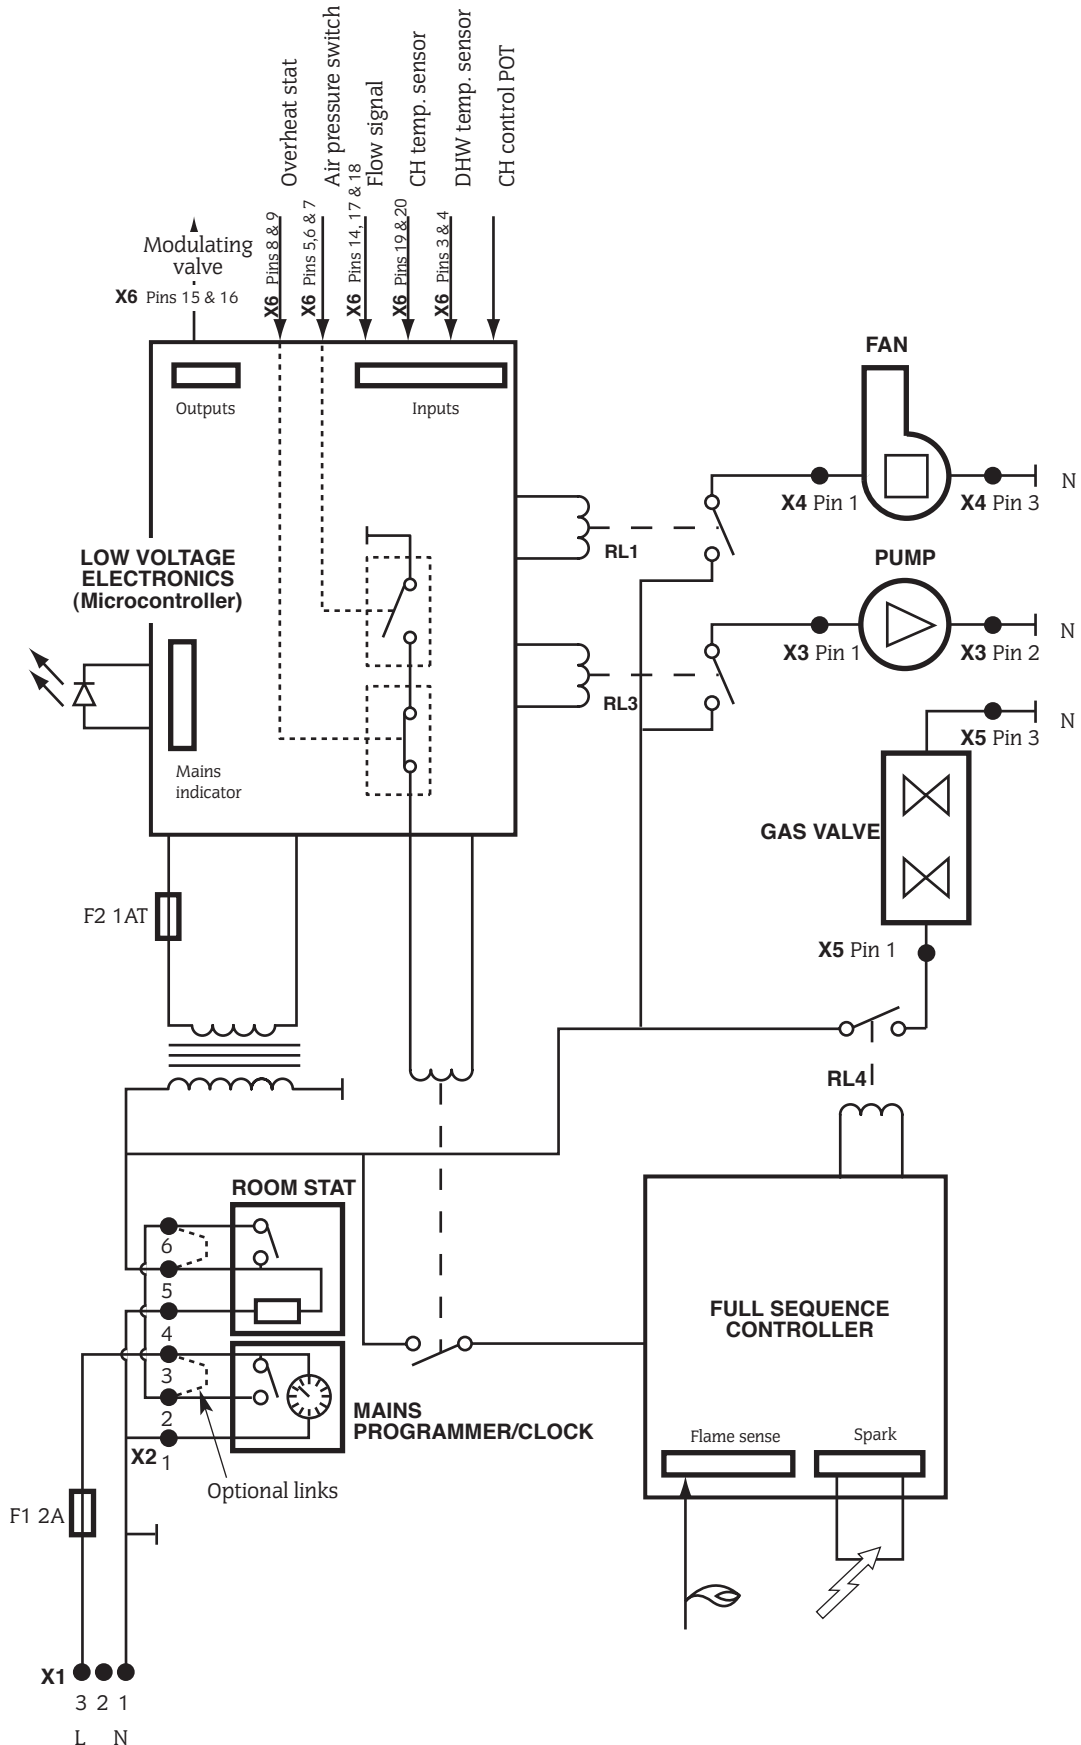 Overheat stat
Air pressure switch
Flow signal
CH temp. sensor
DHW temp. sensor
CH control POT
X6 Pins 8 & 9
X6 Pins 5,6 & 7
X6 Pins 14, 17 & 18
X6 Pins 19 & 20
X6 Pins 3 & 4
Modulating
valve
X6 Pins 15 & 16
Outputs
Inputs
FAN
X4 Pin 1
X4 Pin 3
N
RL1
LOW VOLTAGE
ELECTRONICS
(Microcontroller)
PUMP
X3 Pin 1
X3 Pin 2
N
RL3
X5 Pin 3
N
Mains
indicator
GAS VALVE
F2 1AT
X5 Pin 1
RL4
ROOM STAT
6
5
4
3
2
1
X2
FULL SEQUENCE
CONTROLLER
MAINS
PROGRAMMER/CLOCK
Flame sense
Spark
Optional links
F1 2A
X1
3 2 1
L N